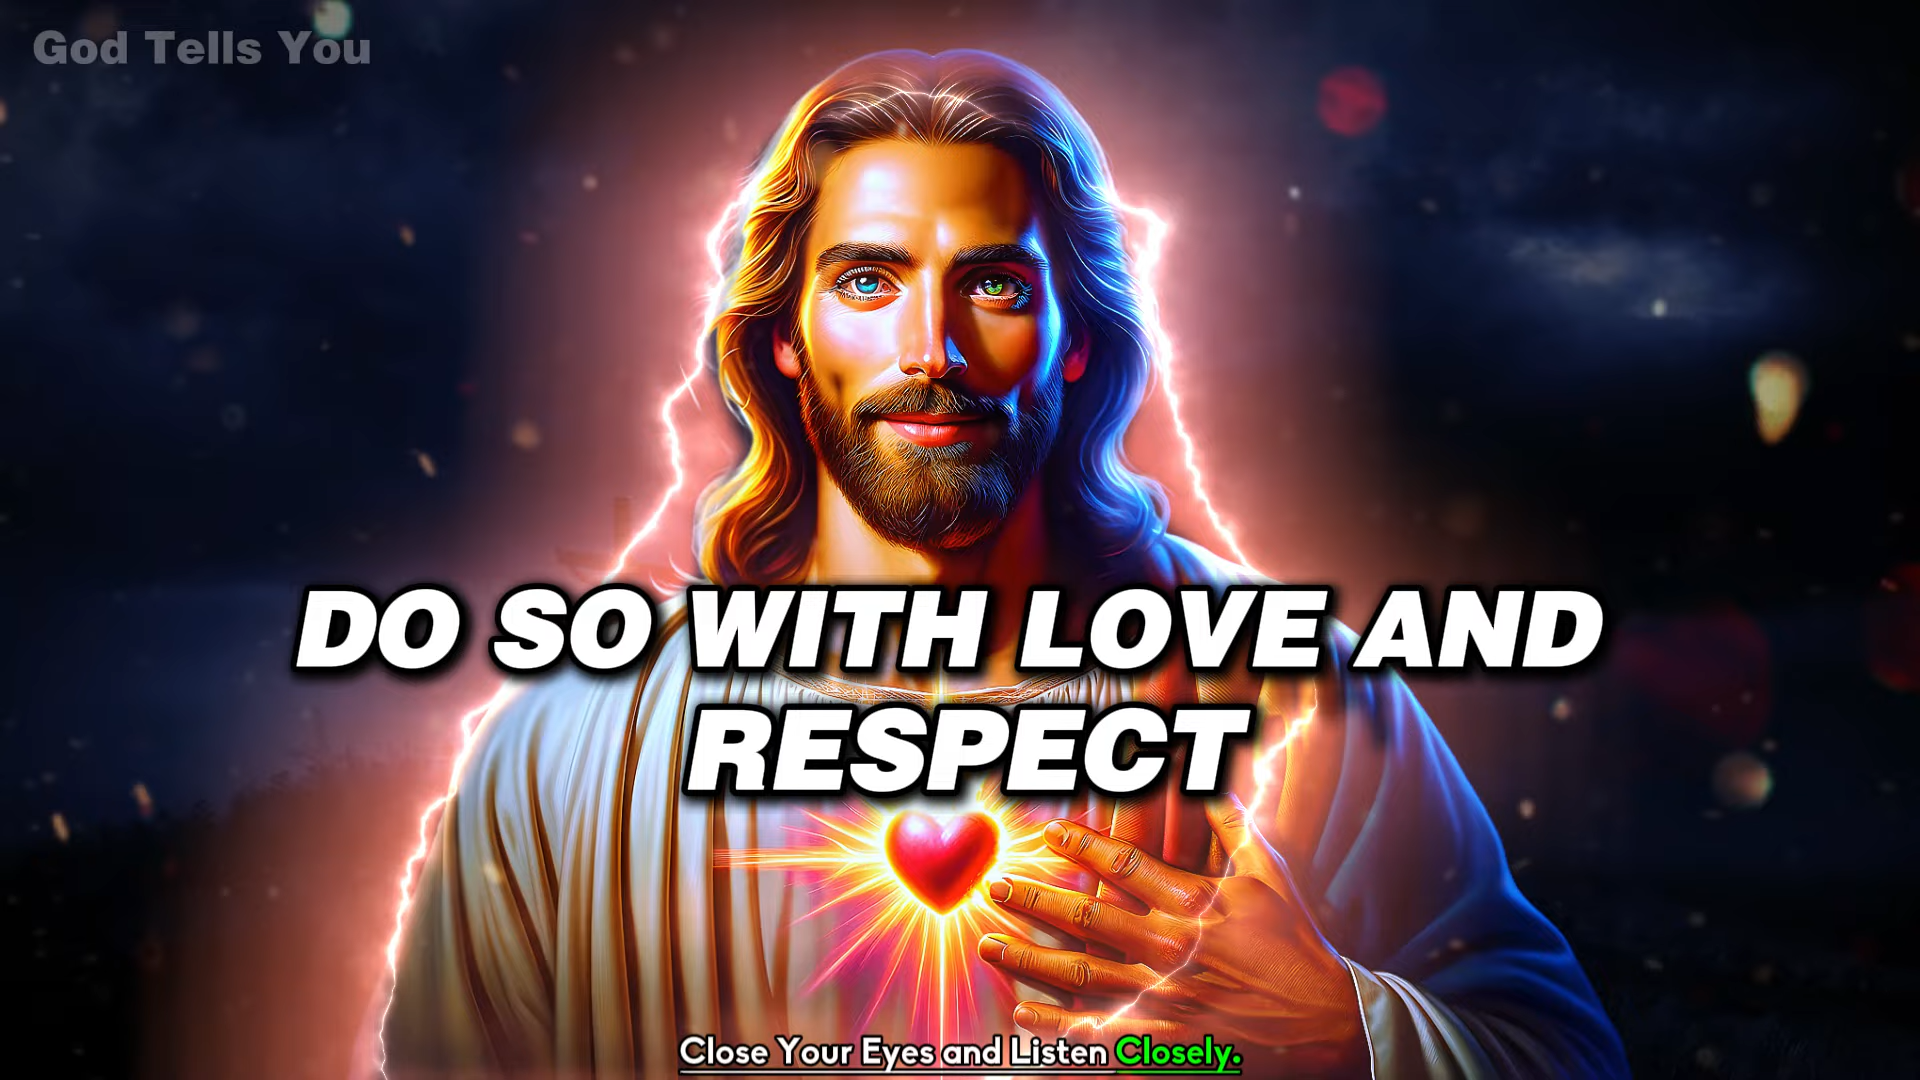 God Tells You
DO SO WITH LOVE AND
RESPECT
Close Your Eyes and Listen Closely.